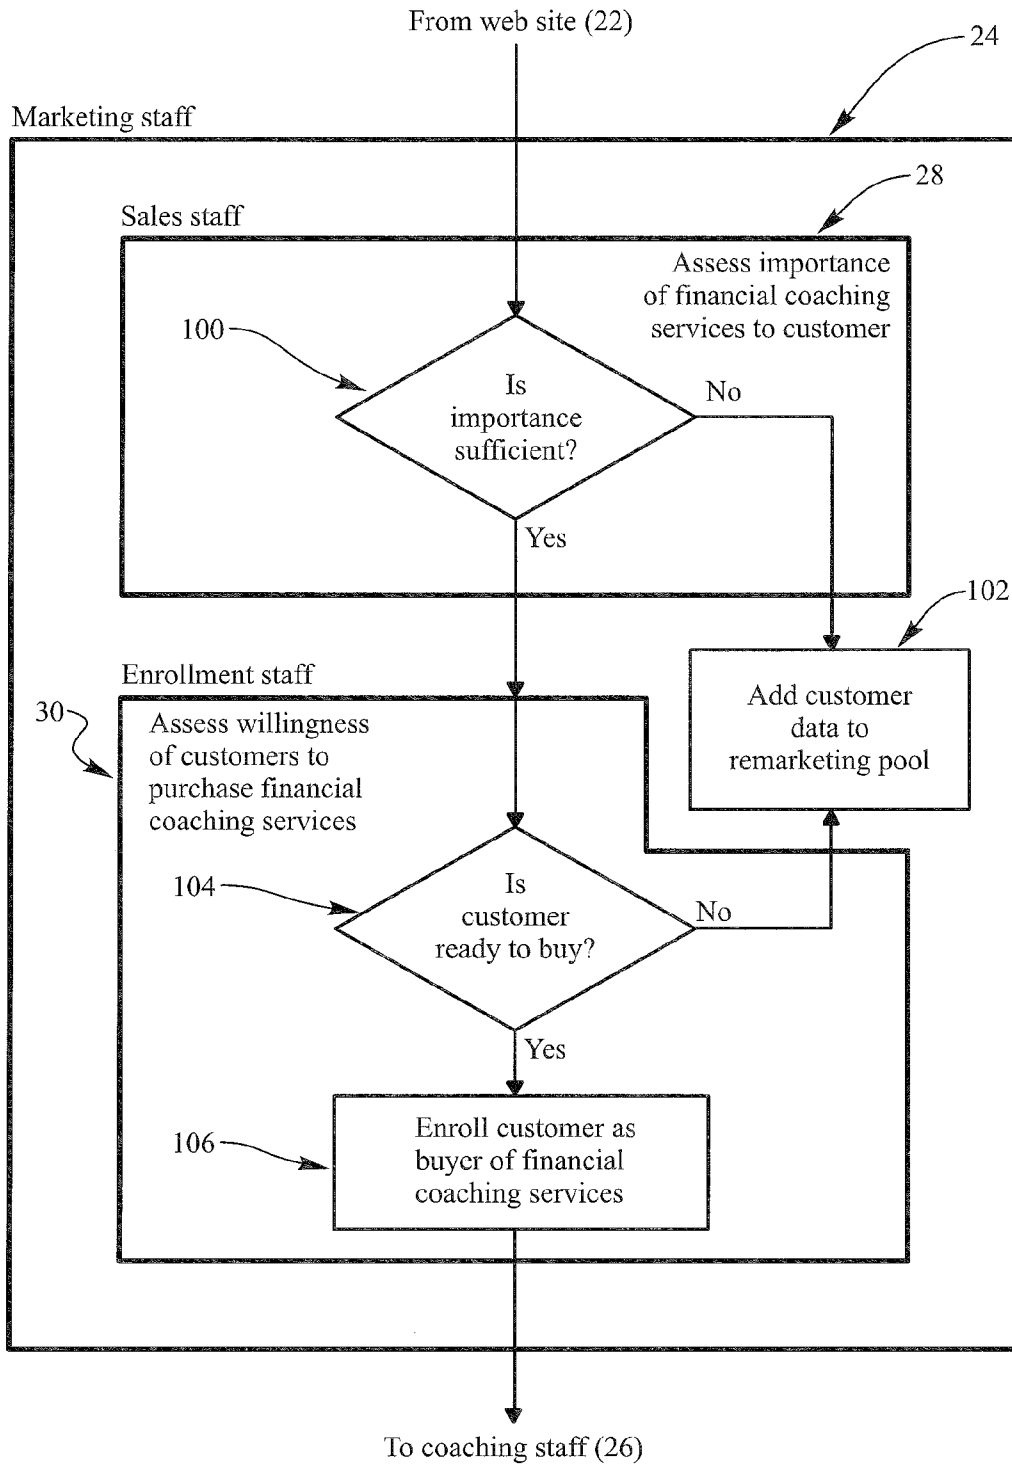 From web site (22)
24
Marketing staff
28
Sales staff
Assess importance
of financial coaching
services to customer
100
Is
importance
sufficient?
No
Yes
102
Add customer
data to
remarketing pool
Enrollment staff
30
Assess willingness
of customers to
purchase financial
coaching services
104
Is
customer
ready to buy?
No
Yes
106
Enroll customer as
buyer of financial
coaching services
To coaching staff (26)